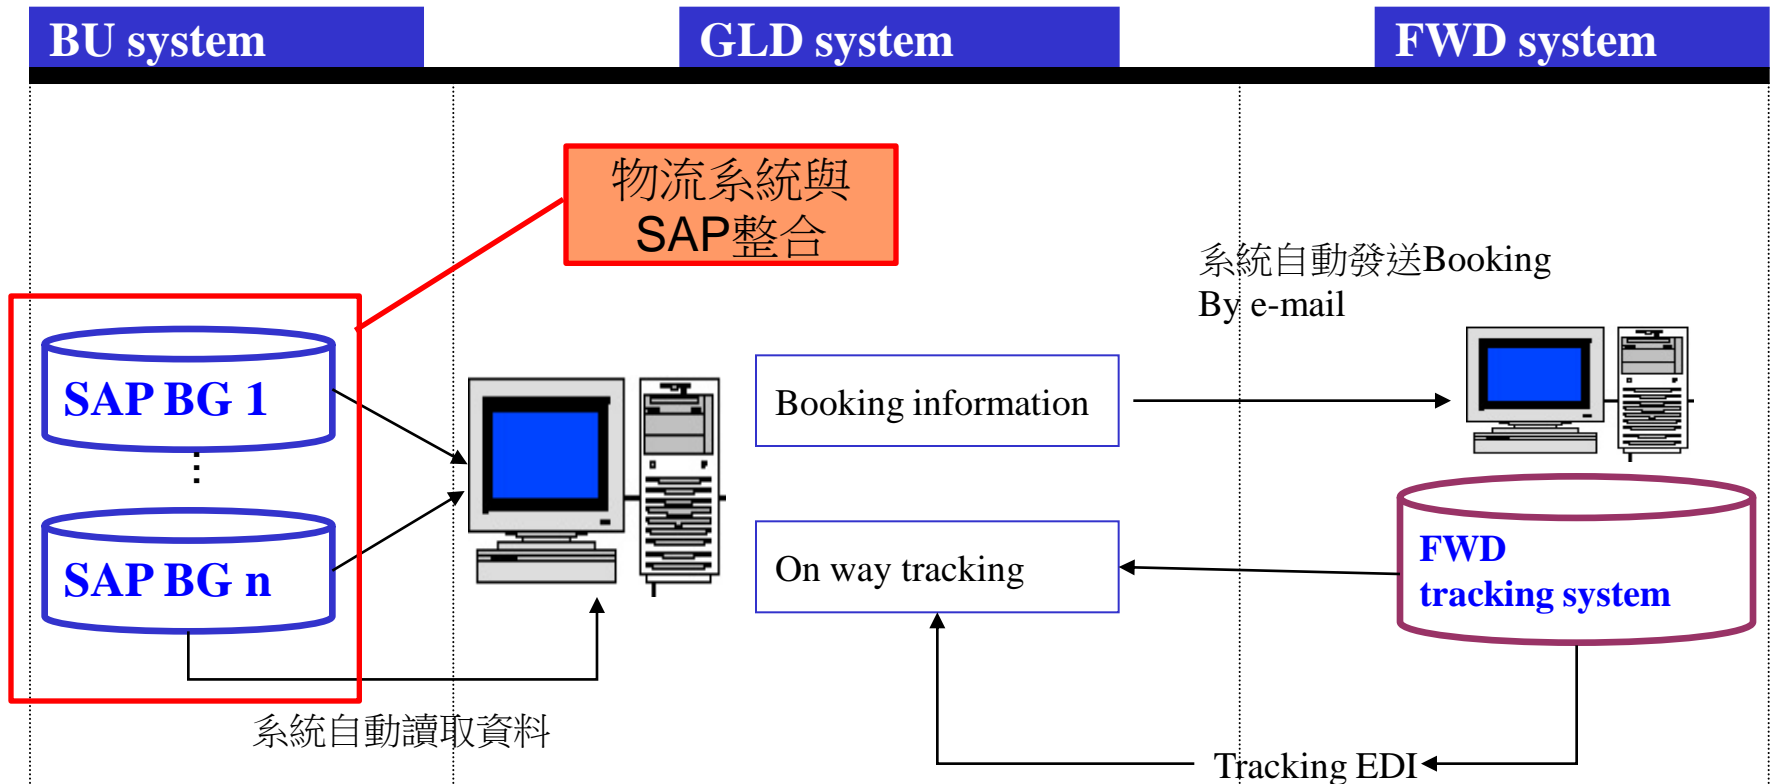 BU system
GLD system
FWD system
物流系統與
SAP整合
系統自動發送Booking
By e-mail
SAP BG 1
Booking information
⋮
SAP BG n
On way tracking
FWD
tracking system
系統自動讀取資料
Tracking EDI